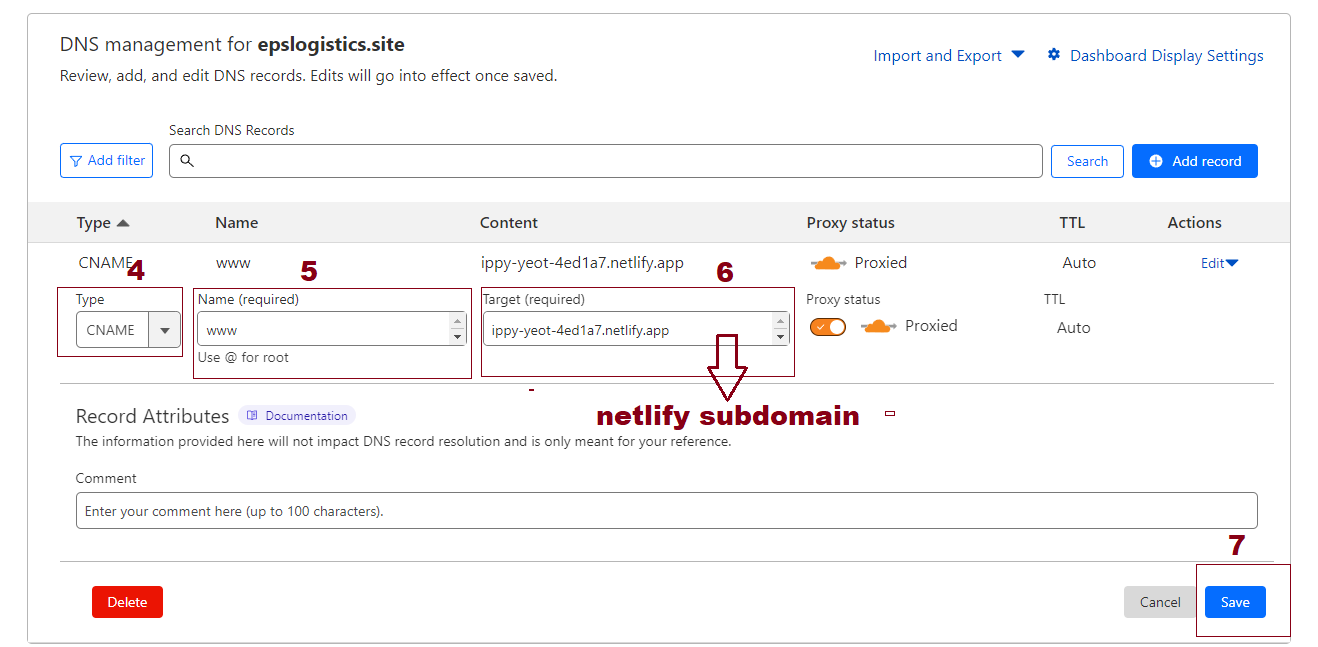 DNS management for epslogistics.site
Import and Export
Dashboard Display Settings
Review, add, and edit DNS records. Edits will go into effect once saved.
Search DNS Records
Add filter
Search
Add record
Type Name Content Proxy status TTL Actions
CNAME www ippy-yeot-4ed1a7.netlify.app Proxied Auto Edit
4 5 6
Type Name (required) Target (required) Proxy status TTL
CNAME www ippy-yeot-4ed1a7.netlify.app Proxied Auto
Use @ for root
netlify subdomain
Record Attributes Documentation
The information provided here will not impact DNS record resolution and is only meant for your reference.
Comment
Enter your comment here (up to 100 characters).
7
Delete Cancel Save